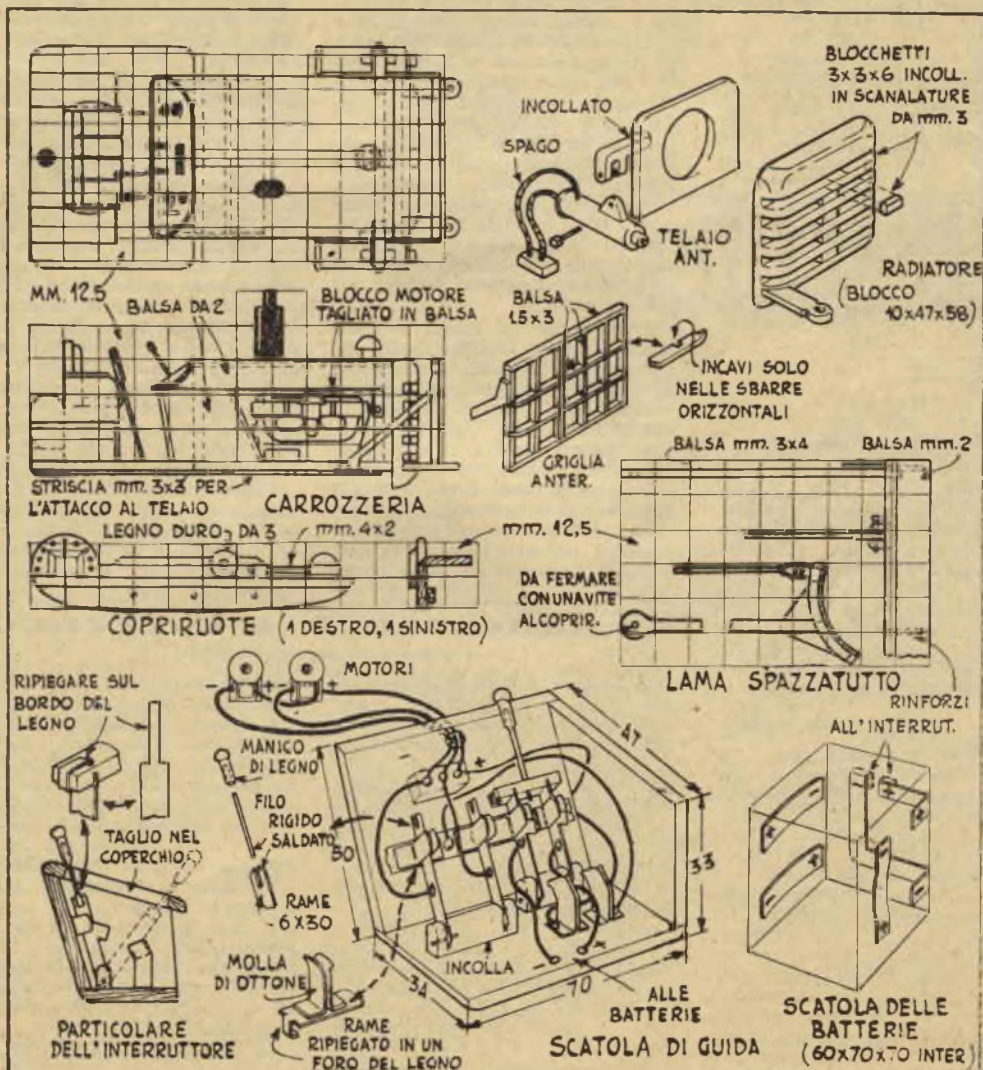 BLOCCHETTI
3x3x6 INCOLL.
IN SCANALATURE
DA mm. 3
INCOLLATO
SPAGO
TELAIO
ANT.
RADIATORE
(BLOCCO
10x47x58)
MM. 12.5
BALSA DA 2
BLOCCO MOTORE
TAGLIATO IN BALSA
BALSA
1.5x3
INCAVI SOLO
NELLE SBARRE
ORIZZONTALI
GRIGLIA
ANTER.
STRISCIA mm. 3x3 PER
L'ATTACCO AL TELAIO
CARROZZERIA
BALSA mm. 3x4
BALSA mm. 2
LEGNO DURO, DA 3
mm. 4x2
mm. 12,5
DA FERMARE
CON UNA VITE
AL COPRIR.
COPRIRUOTE (1 DESTRO, 1 SINISTRO)
LAMA SPAZZATUTTO
RINFORZI
MOTORI
- + - +
RIPIEGARE SUL
BORDO DEL
LEGNO
MANICO
DI LEGNO
FILO
RIGIDO
SALDATO
TAGLIO NEL
COPERCHIO
RAME
6x30
50
+
47
33
ALL'INTERRUT.
INCOLLA
- +
34
70
MOLLA
DI OTTONE
RAME
RIPIEGATO IN UN
FORO DEL LEGNO
ALLE
BATTERIE
PARTICOLARE
DELL'INTERRUTTORE
SCATOLA DI GUIDA
SCATOLA DELLE
BATTERIE
(60x70x70 INTER)